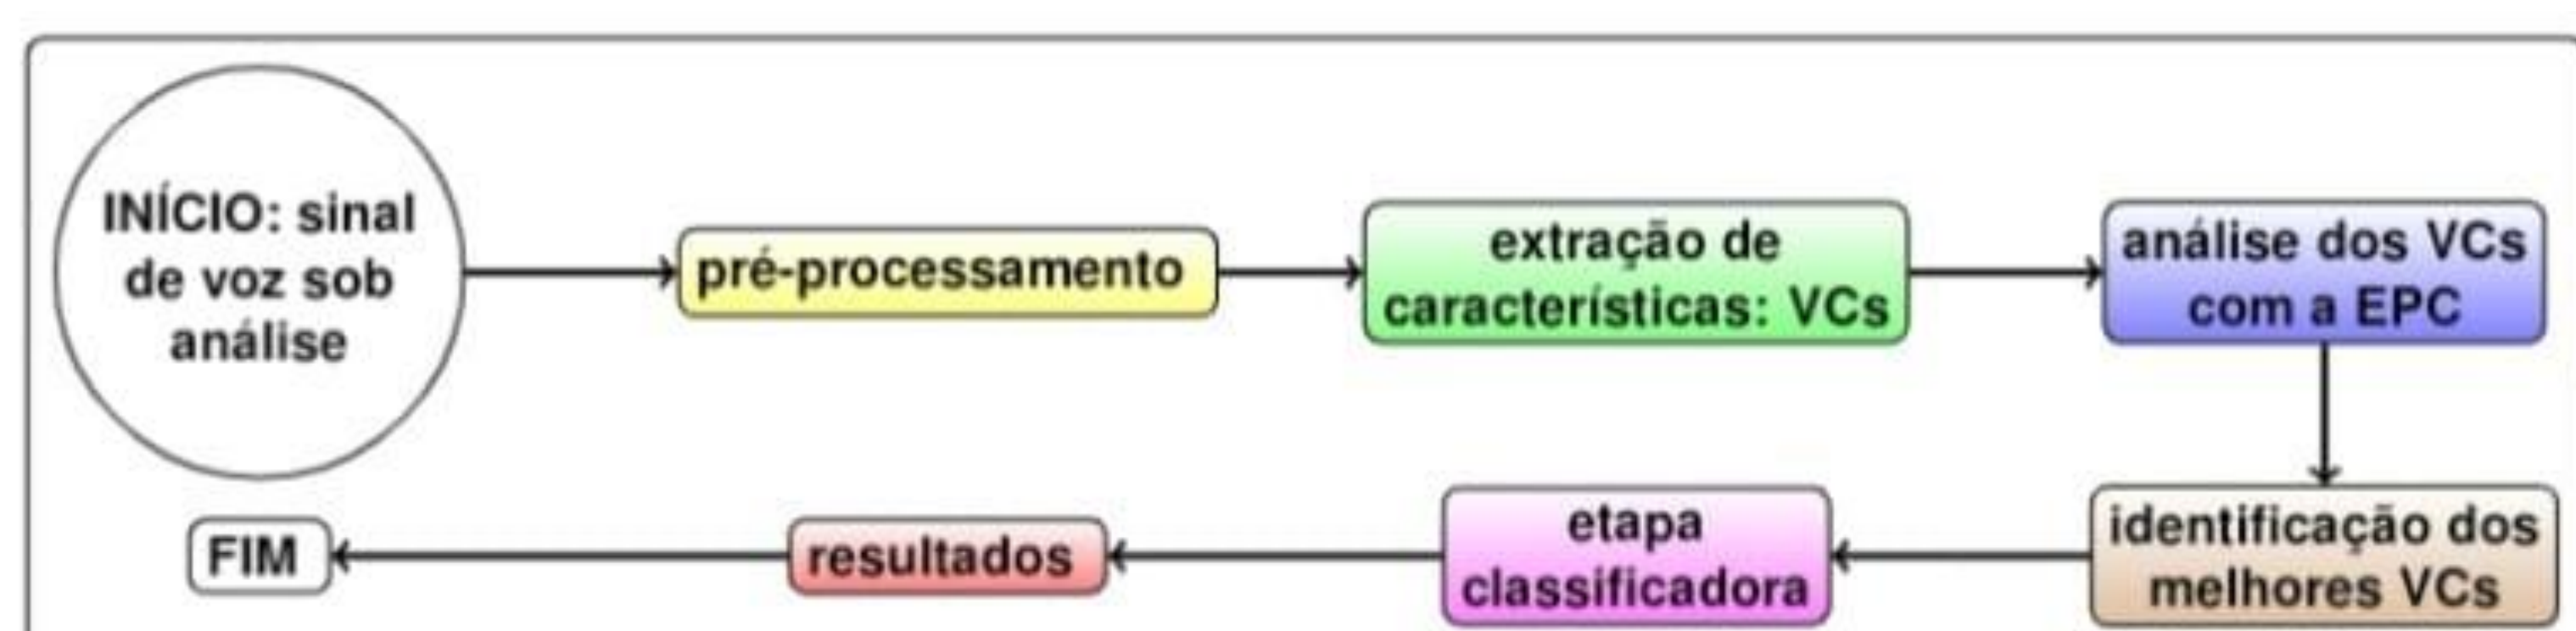 INÍCIO: sinal
de voz sob
análise
pré-processamento
extração de
características: VCs
análise dos VCs
com a EPC
identificação dos
melhores VCs
etapa
classificadora
resultados
FIM